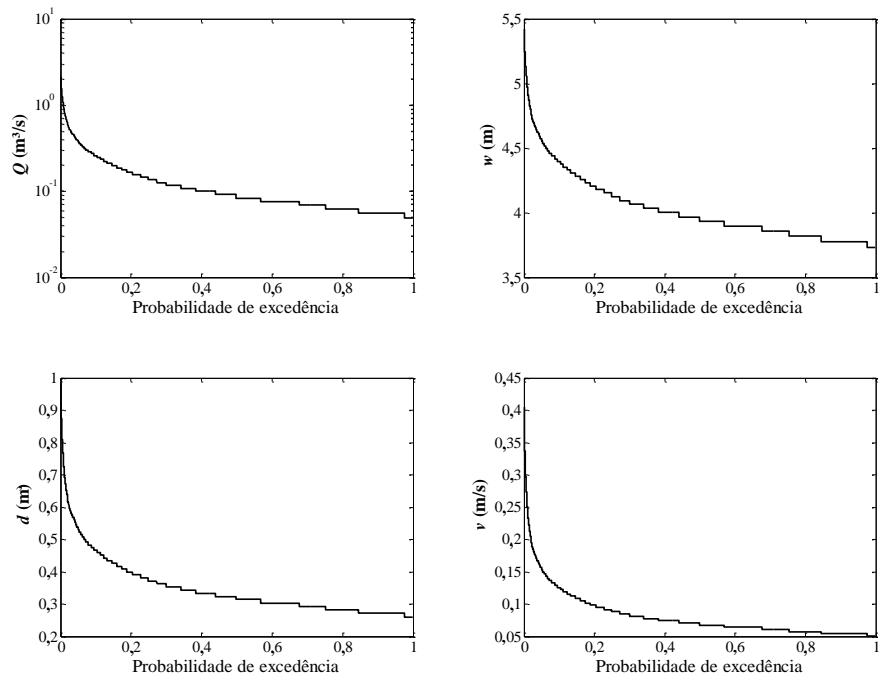 10^1
10^0
10^-1
10^-2
Q (m³/s)
0 0,2 0,4 0,6 0,8 1
Probabilidade de excedência
5,5
5
4,5
4
3,5
w (m)
0 0,2 0,4 0,6 0,8 1
Probabilidade de excedência
1
0,9
0,8
0,7
0,6
0,5
0,4
0,3
0,2
d (m)
0 0,2 0,4 0,6 0,8 1
Probabilidade de excedência
0,45
0,4
0,35
0,3
0,25
0,2
0,15
0,1
0,05
v (m/s)
0 0,2 0,4 0,6 0,8 1
Probabilidade de excedência